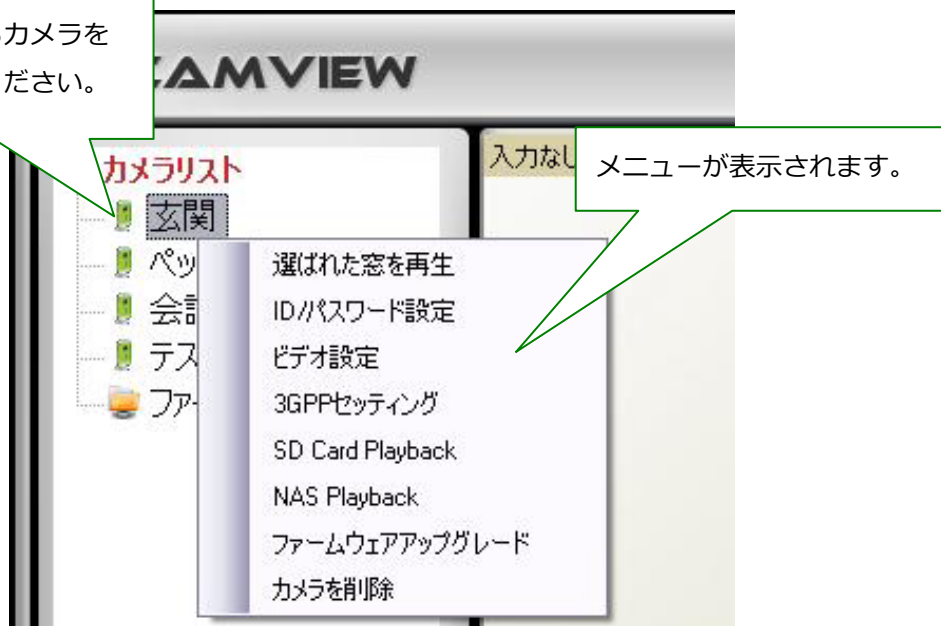 カメラを
ださい。
AMVIEW
カメラリスト
入力なし
メニューが表示されます。
玄関
ペッ
会
テス
ファ
選ばれた窓を再生
ID/パスワード設定
ビデオ設定
3GPPセッティング
SD Card Playback
NAS Playback
ファームウェアアップグレード
カメラを削除